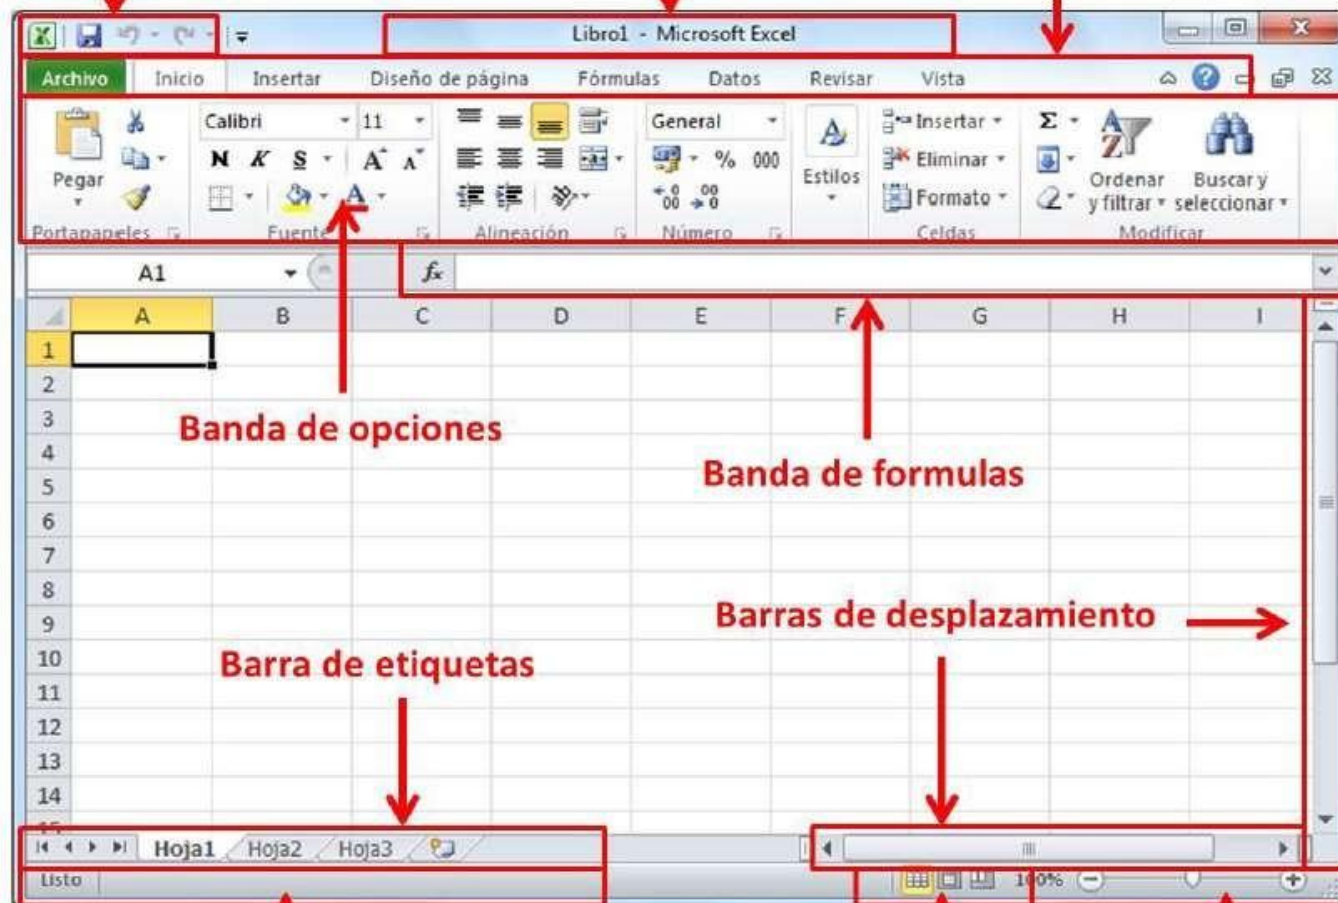 Libro1 - Microsoft Excel
Archivo Inicio Insertar Diseño de página Fórmulas Datos Revisar Vista
Calibri 11 General Insertar Σ
N K S A A % 000 Eliminar
Pegar Estilos Formato Ordenar y filtrar Buscar y seleccionar
Portapapeles Fuente Alineación Número Celdas Modificar
A1 fx
A B C D E F G H I
1
2
3
Banda de opciones
4
Banda de formulas
5
6
7
8
9
Barras de desplazamiento
10
Barra de etiquetas
11
12
13
14
15
Hoja1 Hoja2 Hoja3
Listo 100%